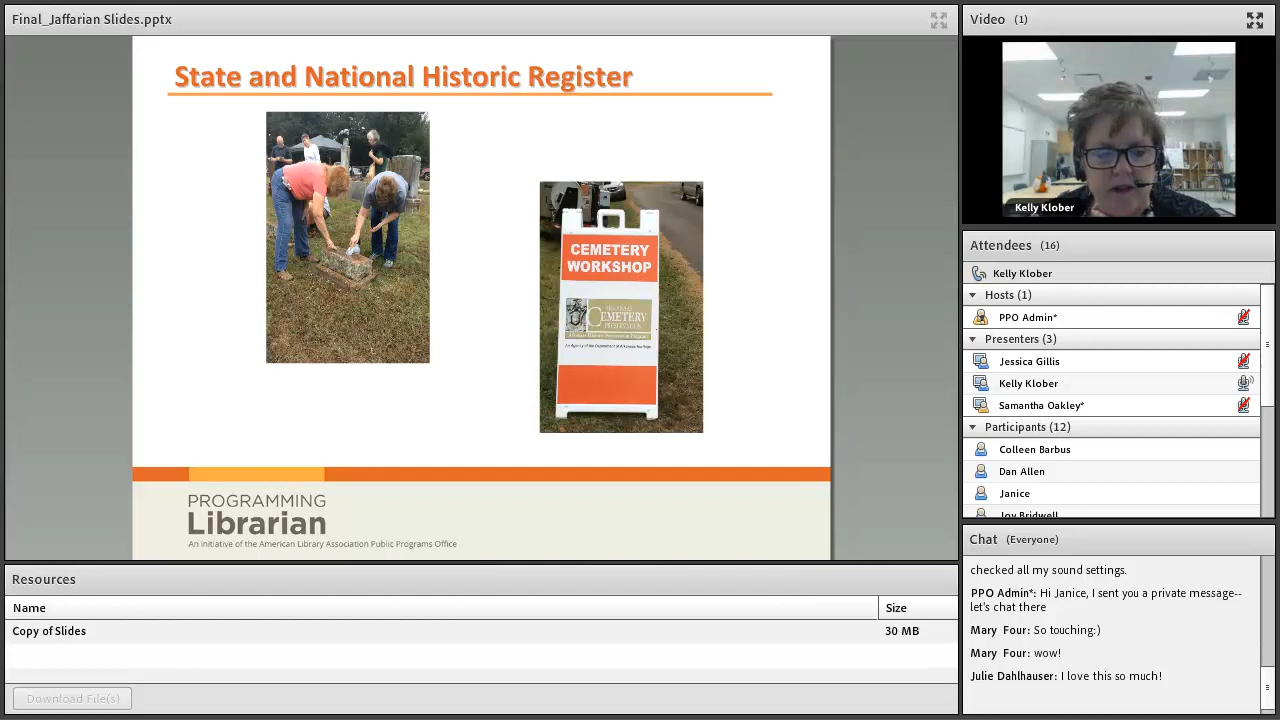 Final_Jaffarian Slides.pptx
State and National Historic Register
CEMETERY
WORKSHOP
CEMETERY
PRESERVATION
PROGRAMMING
Librarian
An initiative of the American Library Association Public Programs Office
Resources
Name Size
Copy of Slides 30 MB
Download File(s)
Video (1)
Kelly Klober
Attendees (16)
Kelly Klober
Hosts (1)
PPO Admin*
Presenters (3)
Jessica Gillis
Kelly Klober
Samantha Oakley*
Participants (12)
Colleen Barbus
Dan Allen
Janice
Joy Bridwell
Chat (Everyone)
checked all my sound settings.
PPO Admin*: Hi Janice, I sent you a private message--
let's chat there
Mary Four: So touching:)
Mary Four: wow!
Julie Dahlhauser: I love this so much!